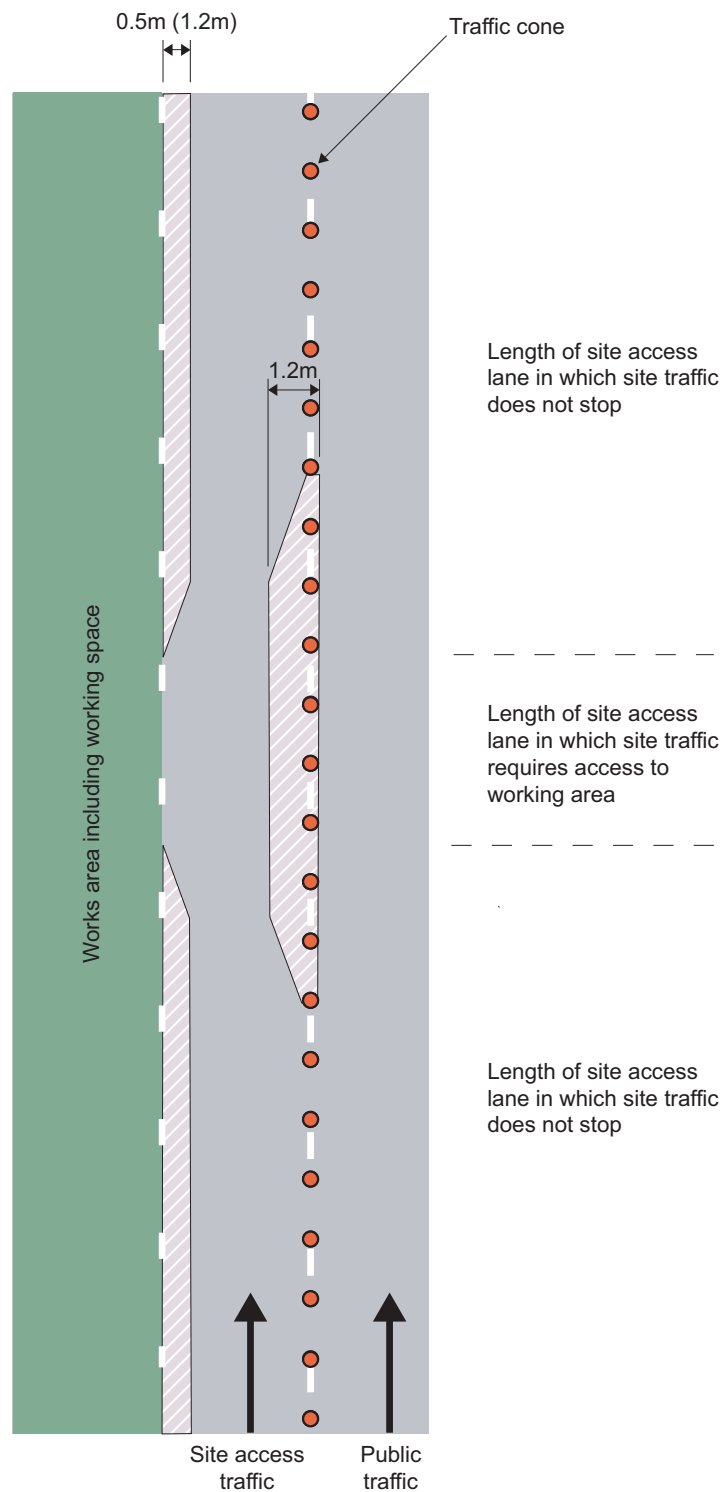 0.5m (1.2m)
Traffic cone
Length of site access
lane in which site traffic
does not stop
1.2m
Works area including working space
Length of site access
lane in which site traffic
requires access to
working area
Length of site access
lane in which site traffic
does not stop
Site access
traffic
Public
traffic